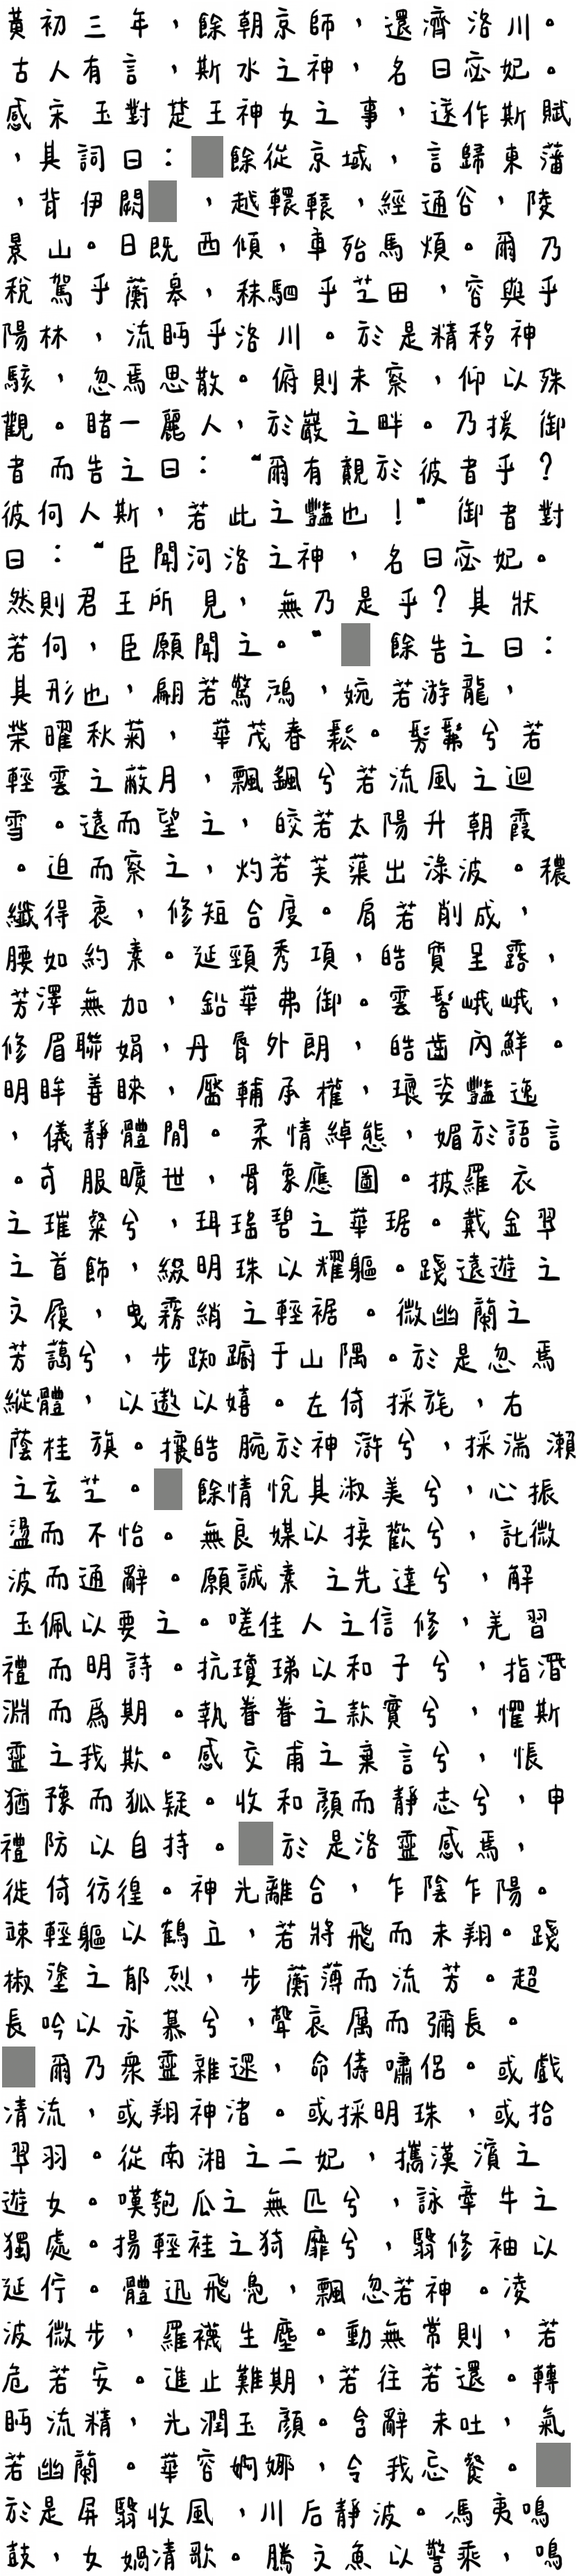 黃初三年，餘朝京師，還濟洛川。
古人有言，斯水之神，名曰宓妃。
感宋玉對楚王神女之事，遂作斯賦
，其詞曰：餘從京域，言歸東藩
，背伊闕，越轘轅，經通谷，陵
景山。日既西傾，車殆馬煩。爾乃
稅駕乎蘅皋，秣駟乎芝田，容與乎
陽林，流眄乎洛川。於是精移神
駭，忽焉思散。俯則未察，仰以殊
觀。睹一麗人，於巖之畔。乃援御
者而告之曰：“爾有覿於彼者乎？
彼何人斯，若此之豔也！”御者對
曰：“臣聞河洛之神，名曰宓妃。
然則君王所見，無乃是乎？其狀
若何，臣願聞之。”餘告之曰：
其形也，翩若驚鴻，婉若游龍，
榮曜秋菊，華茂春鬆。髣髴兮若
輕雲之蔽月，飄颻兮若流風之迴
雪。遠而望之，皎若太陽升朝霞
。迫而察之，灼若芙蕖出淥波。穠
纖得衷，修短合度。肩若削成，
腰如約素。延頸秀項，皓質呈露，
芳澤無加，鉛華弗御。雲髻峨峨，
修眉聯娟，丹脣外朗，皓齒內鮮。
明眸善睞，靨輔承權，瓌姿豔逸
，儀靜體閒。柔情綽態，媚於語言
。奇服曠世，骨象應圖。披羅衣
之璀粲兮，珥瑤碧之華琚。戴金翠
之首飾，綴明珠以耀軀。踐遠遊之
文履，曳霧綃之輕裾。微幽蘭之
芳藹兮，步踟躕于山隅。於是忽焉
縱體，以遨以嬉。左倚採旄，右
蔭桂旗。攘皓腕於神滸兮，採湍瀨
之玄芝。餘情悅其淑美兮，心振
盪而不怡。無良媒以接歡兮，託微
波而通辭。願誠素之先達兮，解
玉佩以要之。嗟佳人之信修，羌習
禮而明詩。抗瓊珶以和予兮，指潛
淵而爲期。執眷眷之款實兮，懼斯
靈之我欺。感交甫之棄言兮，悵
猶豫而狐疑。收和顏而靜志兮，申
禮防以自持。於是洛靈感焉，
徙倚彷徨。神光離合，乍陰乍陽。
竦輕軀以鶴立，若將飛而未翔。踐
椒塗之郁烈，步蘅薄而流芳。超
長吟以永慕兮，聲哀厲而彌長。
爾乃衆靈雜遝，命儔嘯侶。或戲
清流，或翔神渚。或採明珠，或拾
翠羽。從南湘之二妃，攜漢濱之
遊女。嘆匏瓜之無匹兮，詠牽牛之
獨處。揚輕袿之猗靡兮，翳修袖以
延佇。體迅飛鳧，飄忽若神。凌
波微步，羅襪生塵。動無常則，若
危若安。進止難期，若往若還。轉
眄流精，光潤玉顏。含辭未吐，氣
若幽蘭。華容婀娜，令我忘餐。
於是屏翳收風，川后靜波。馮夷鳴
鼓，女媧清歌。騰文魚以警乘，鳴